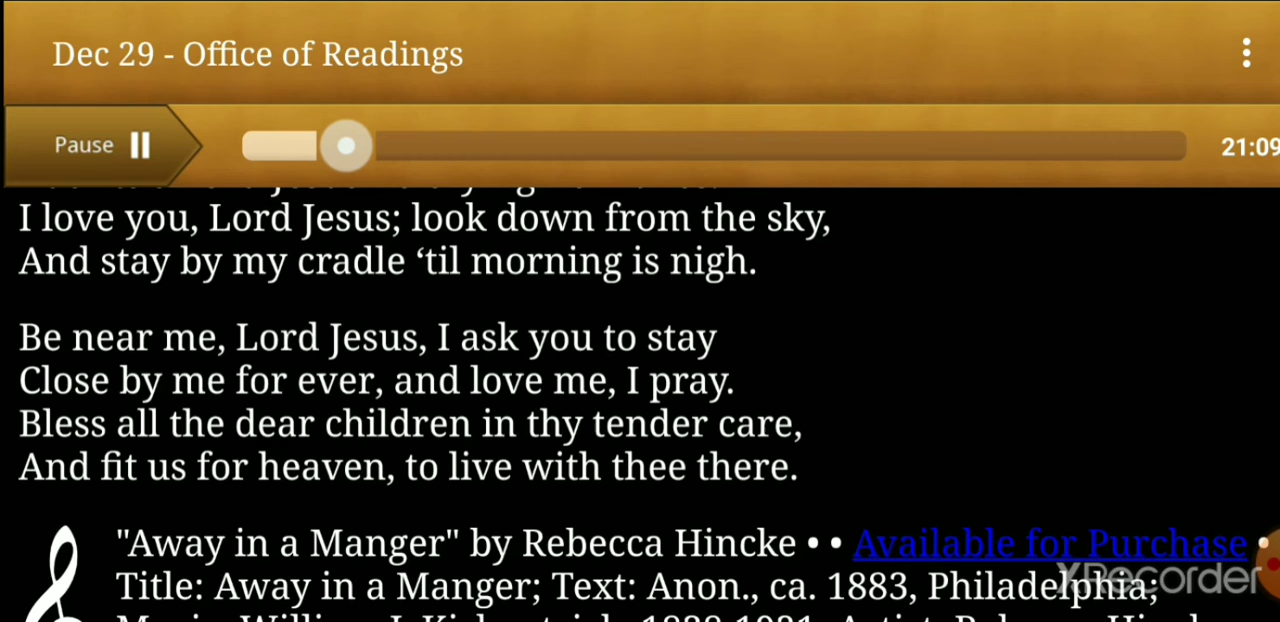 Dec 29 - Office of Readings
Pause
21:09
I love you, Lord Jesus; look down from the sky,
And stay by my cradle ‘til morning is nigh.
Be near me, Lord Jesus, I ask you to stay
Close by me for ever, and love me, I pray.
Bless all the dear children in thy tender care,
And fit us for heaven, to live with thee there.
"Away in a Manger" by Rebecca Hincke • • Available for Purchase •
Title: Away in a Manger; Text: Anon., ca. 1883, Philadelphia;
XRecorder